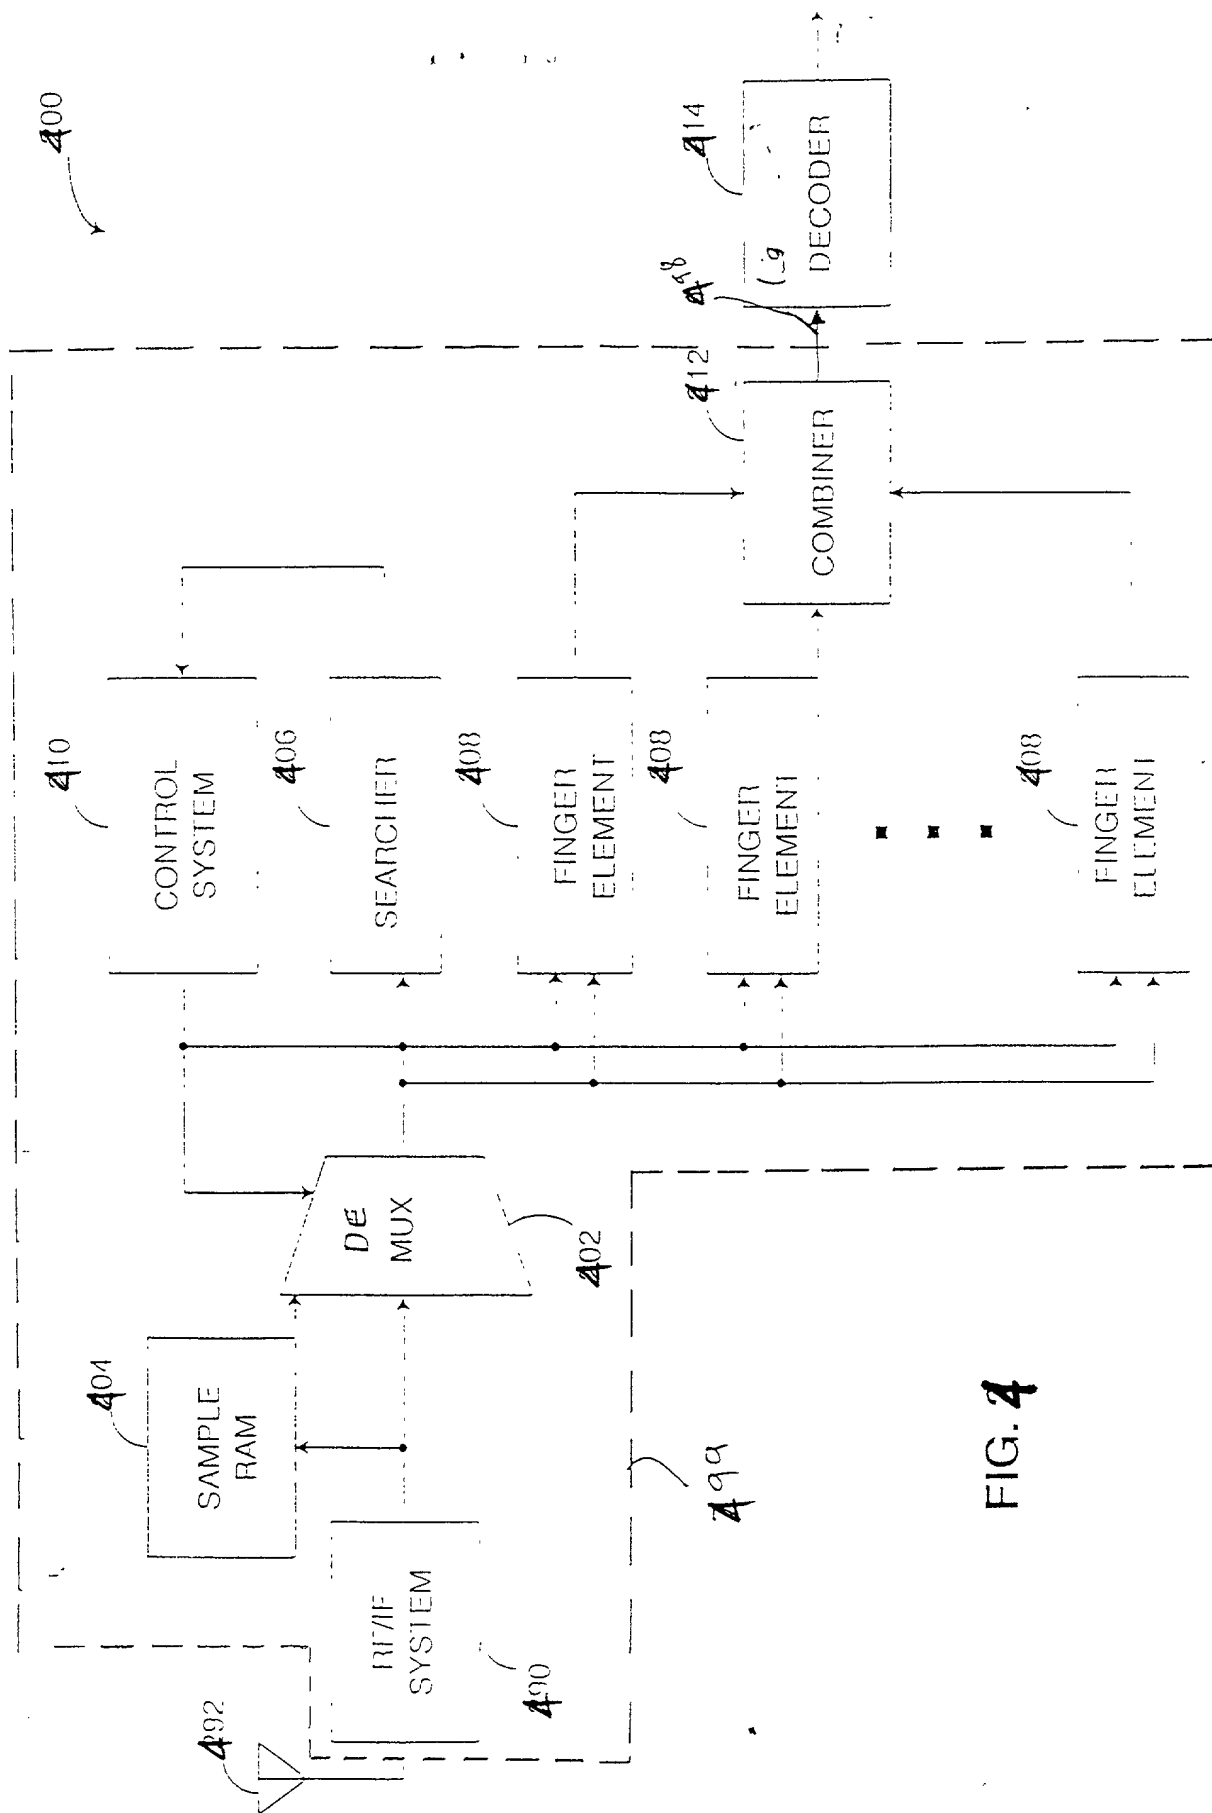 400
492
RF/IF
SYSTEM
490
404
SAMPLE
RAM
DE
MUX
402
410
CONTROL
SYSTEM
406
SEARCHER
408
FINGER
ELEMENT
408
FINGER
ELEMENT
408
FINGER
ELEMENT
412
COMBINER
498
414
DECODER
499
FIG. 4